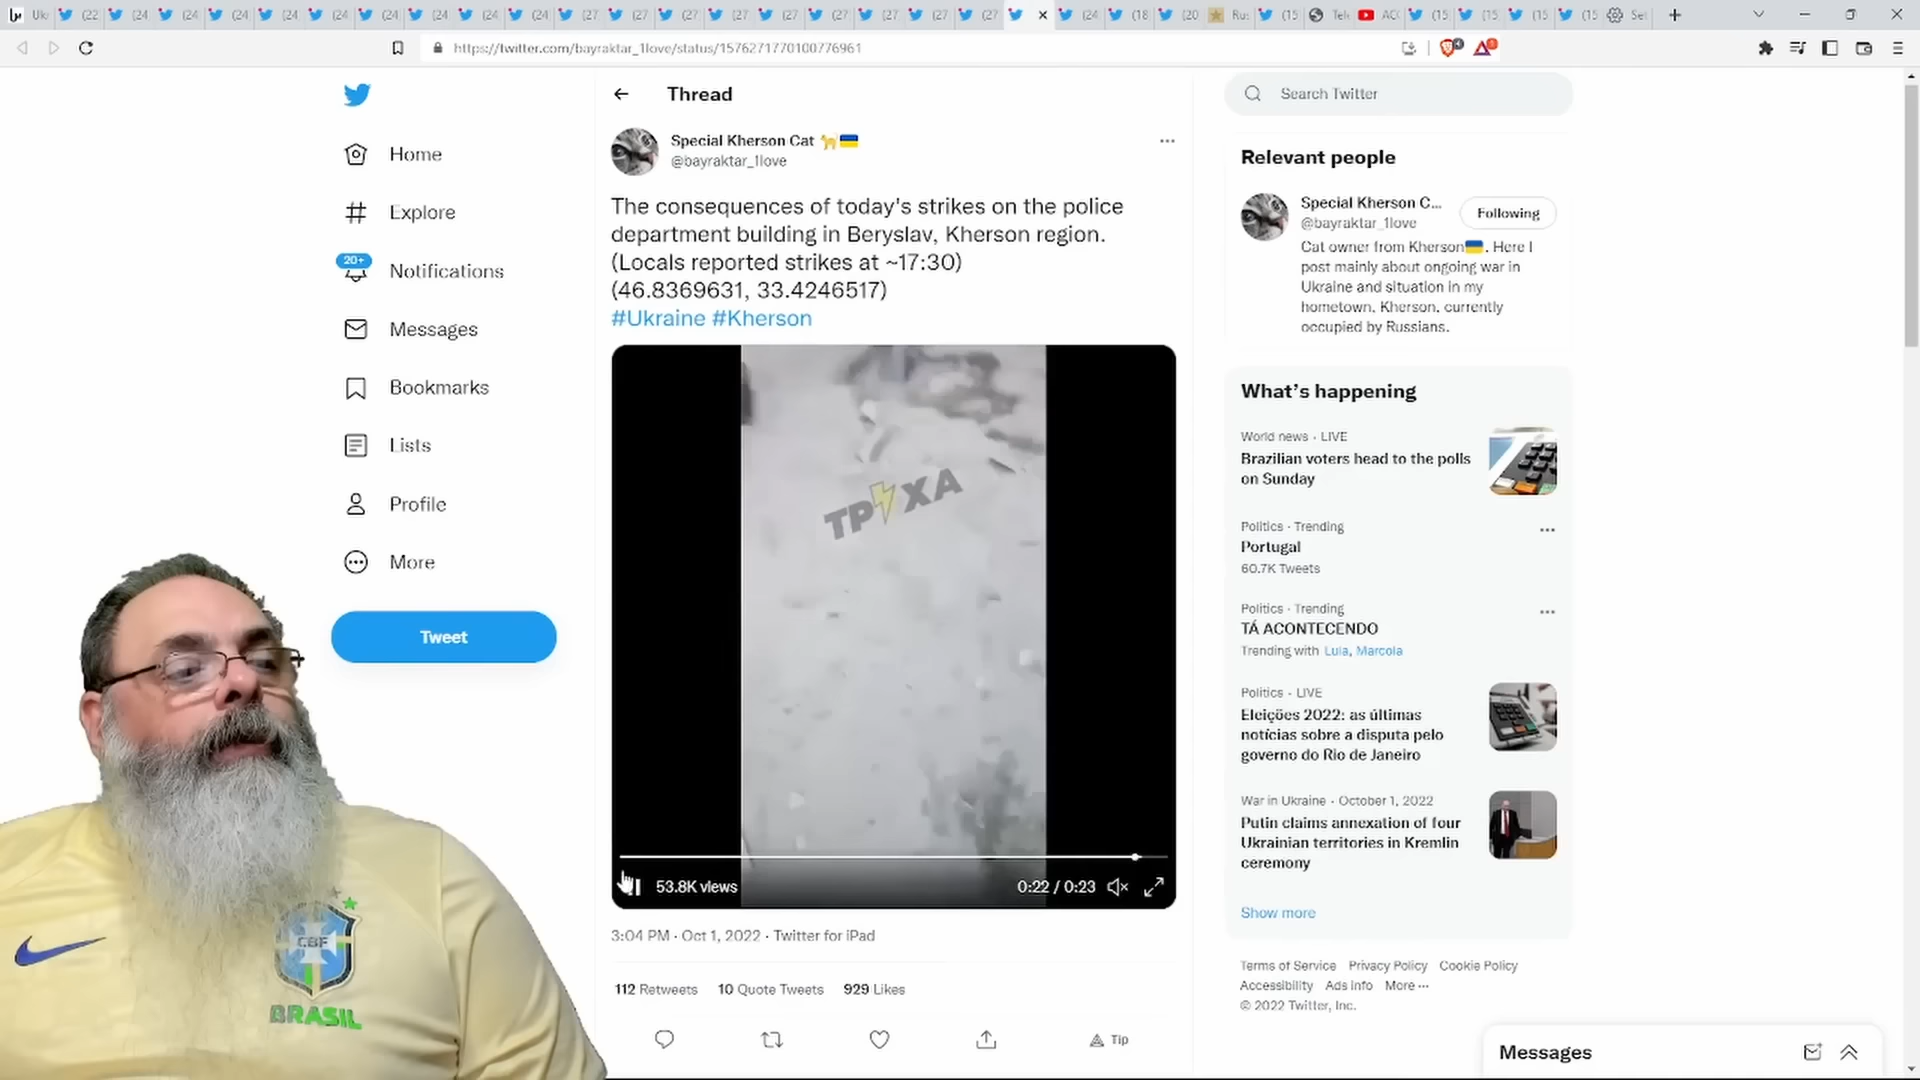 https://twitter.com/bayraktar_1love/status/1576271770100776961
Home
Explore
20+
Notifications
Messages
Bookmarks
Lists
Profile
More
Tweet
Thread
Special Kherson Cat
@bayraktar_1love
The consequences of today's strikes on the police
department building in Beryslav, Kherson region.
(Locals reported strikes at ~17:30)
(46.8369631, 33.4246517)
#Ukraine #Kherson
ТРУХА
53.8K views
0:22 / 0:23
3:04 PM · Oct 1, 2022 · Twitter for iPad
112 Retweets 10 Quote Tweets 929 Likes
Tip
Search Twitter
Relevant people
Special Kherson C...
@bayraktar_1love
Following
Cat owner from Kherson. Here I
post mainly about ongoing war in
Ukraine and situation in my
hometown, Kherson, currently
occupied by Russians.
What's happening
World news · LIVE
Brazilian voters head to the polls
on Sunday
Politics · Trending
Portugal
60.7K Tweets
Politics · Trending
TÁ ACONTECENDO
Trending with Lula, Marcola
Politics · LIVE
Eleições 2022: as últimas
notícias sobre a disputa pelo
governo do Rio de Janeiro
War in Ukraine · October 1, 2022
Putin claims annexation of four
Ukrainian territories in Kremlin
ceremony
Show more
Terms of Service Privacy Policy Cookie Policy
Accessibility Ads info More ...
© 2022 Twitter, Inc.
Messages
CBF
BRASIL